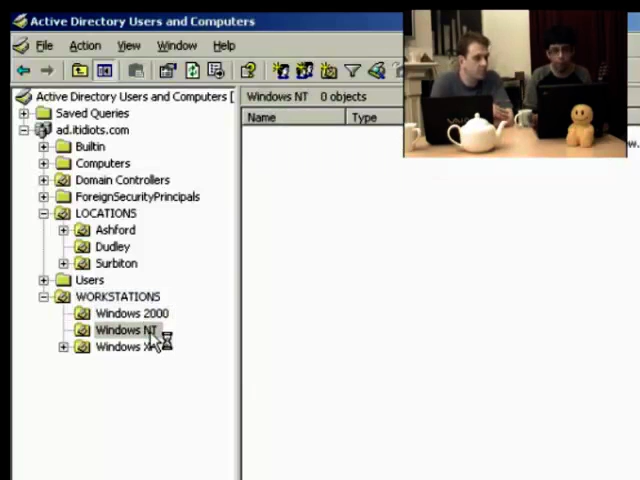 Active Directory Users and Computers
File Action View Window Help
Active Directory Users and Computers [
Saved Queries
ad.itidiots.com
Builtin
Computers
Domain Controllers
ForeignSecurityPrincipals
LOCATIONS
Ashford
Dudley
Surbiton
Users
WORKSTATIONS
Windows 2000
Windows NT
Windows
Windows NT 0 objects
Name Type
w.